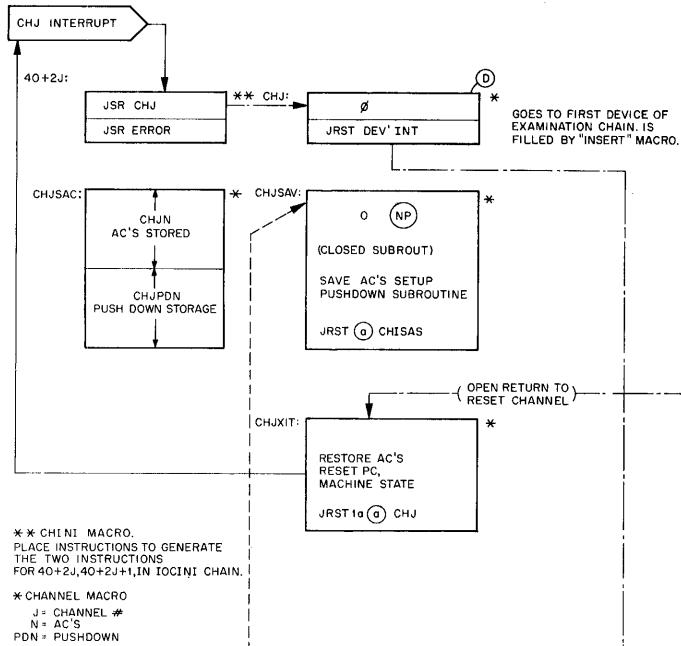 CHJ INTERRUPT
40+2J:
JSR CHJ
JSR ERROR
** CHJ:
D
*
ø
JRST DEV'INT
GOES TO FIRST DEVICE OF
EXAMINATION CHAIN. IS
FILLED BY "INSERT" MACRO.
CHJSAC:
*
CHJN
AC'S STORED
CHJPDN
PUSH DOWN STORAGE
CHJSAV:
*
O NP
(CLOSED SUBROUT)
SAVE AC'S SETUP
PUSHDOWN SUBROUTINE
JRST a CHISAS
( OPEN RETURN TO
RESET CHANNEL )
CHJXIT:
*
RESTORE AC'S
RESET PC,
MACHINE STATE
JRST 1a a CHJ
** CHINI MACRO.
PLACE INSTRUCTIONS TO GENERATE
THE TWO INSTRUCTIONS
FOR 40+2J,40+2J+1,IN IOCINI CHAIN.
* CHANNEL MACRO
J = CHANNEL #
N = AC'S
PDN = PUSHDOWN